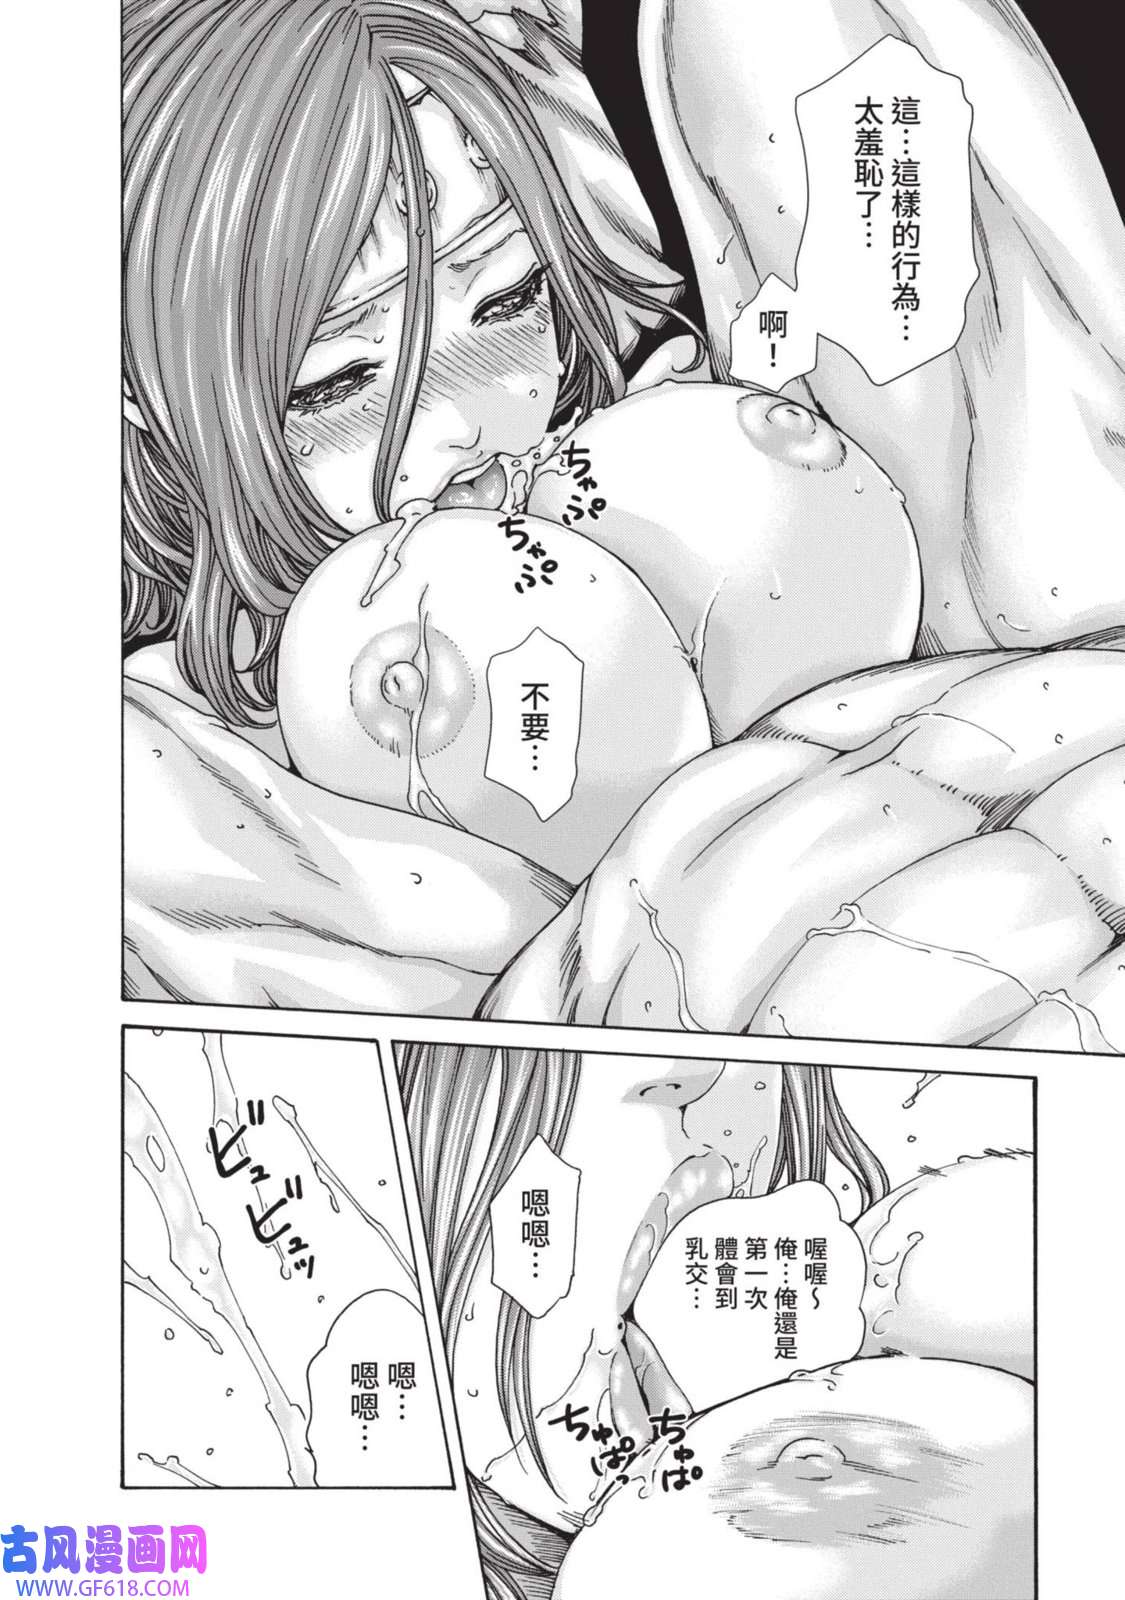 這…這樣的行為…
太羞恥了…
啊！
ちゃぷ
ちゃぷ
不要…
喔喔～
俺…俺還是
第一次
體會到
乳交…
嗯嗯…
ちゅぱ
ちゅぱっ
ビュ
ビュッ
嗯…
嗯嗯…
古风漫画网
WWW.GF618.COM